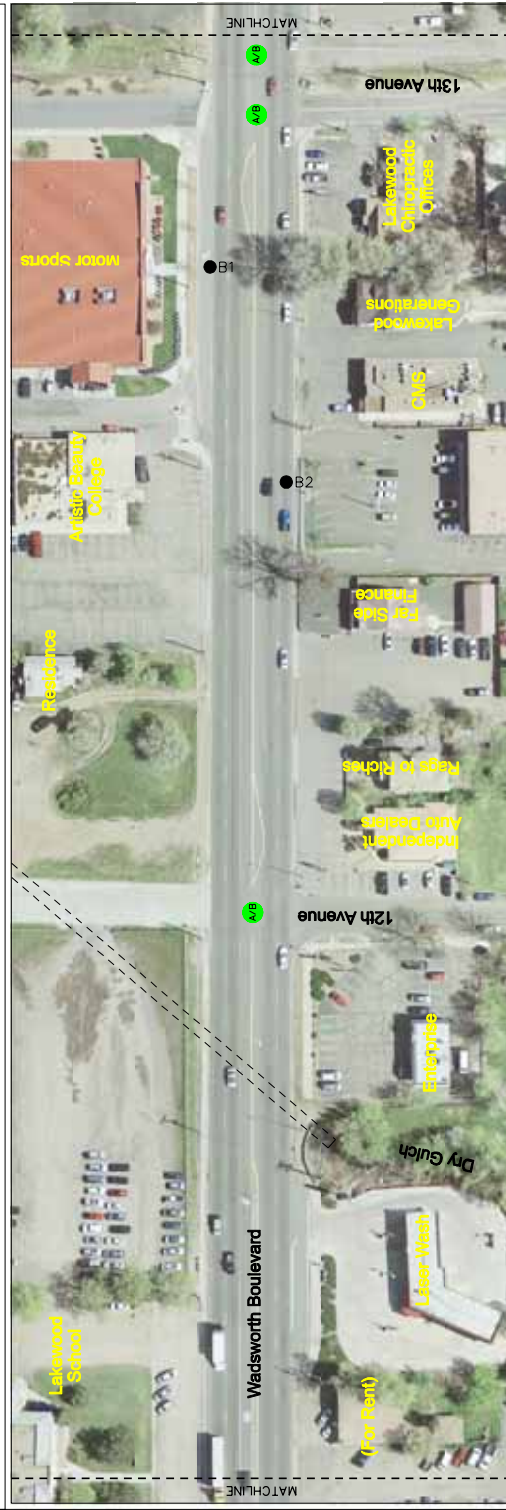 MATCHLINE
A/B
13th Avenue
A/B
Lakewood
Chiropractic
Offices
Motor Sports
B1
Lakewood
Generations
CMS
Artistic Beauty
College
B2
Far Side
Finance
Residence
Rags to Riches
Independent
Auto Dealers
A/B
12th Avenue
Enterprise
Dry Gulch
Laser Wash
Wadsworth Boulevard
Lakewood
School
(For Rent)
MATCHLINE